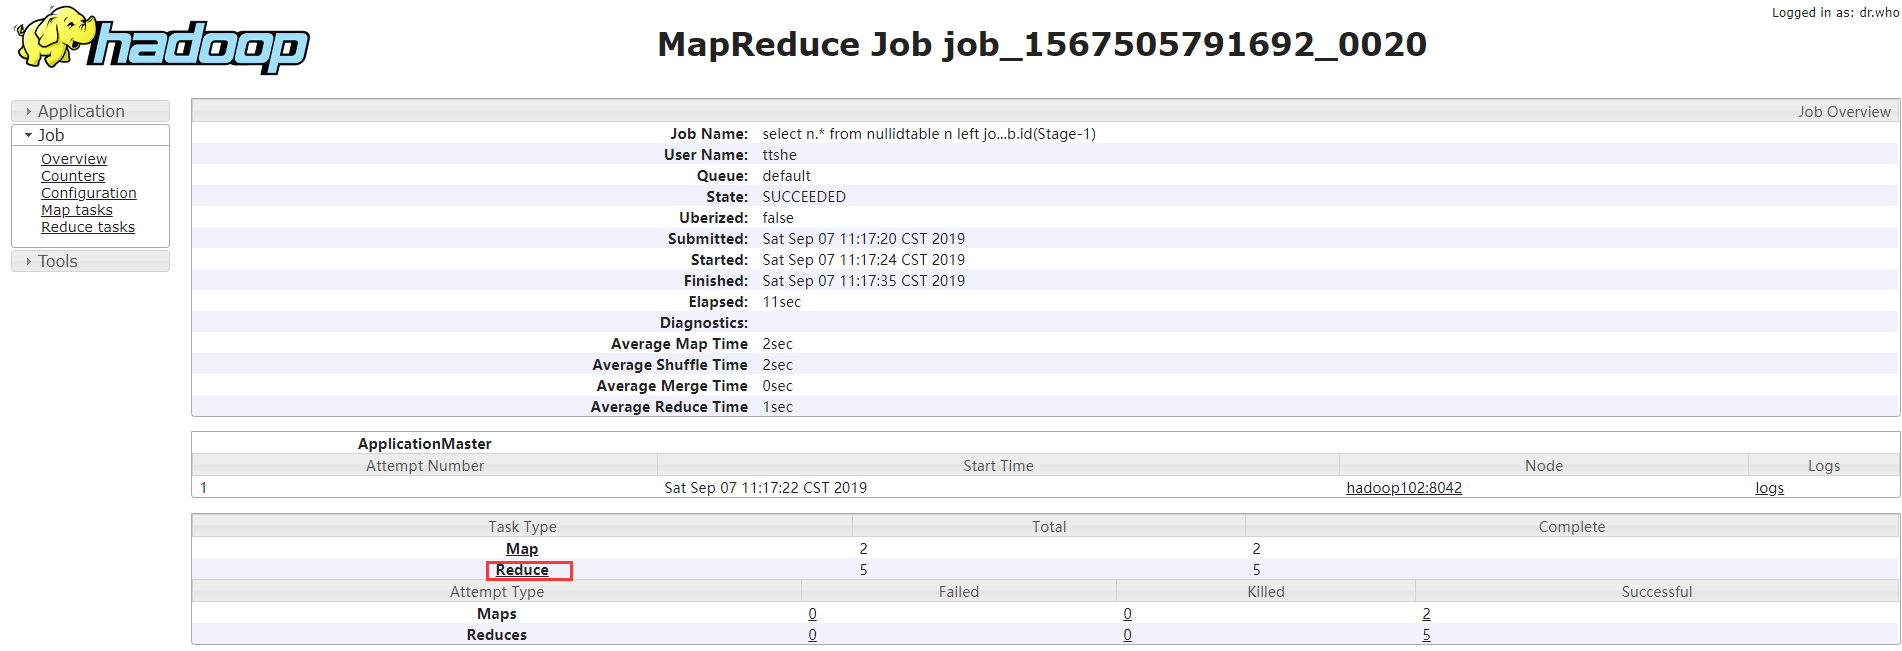 Logged in as: dr.who
hadoop
MapReduce Job job_1567505791692_0020
Application
Job
Overview
Counters
Configuration
Map tasks
Reduce tasks
Tools
Job Overview
Job Name: select n.* from nullidtable n left jo...b.id(Stage-1)
User Name: ttshe
Queue: default
State: SUCCEEDED
Uberized: false
Submitted: Sat Sep 07 11:17:20 CST 2019
Started: Sat Sep 07 11:17:24 CST 2019
Finished: Sat Sep 07 11:17:35 CST 2019
Elapsed: 11sec
Diagnostics:
Average Map Time 2sec
Average Shuffle Time 2sec
Average Merge Time 0sec
Average Reduce Time 1sec
ApplicationMaster
Attempt Number Start Time Node Logs
1 Sat Sep 07 11:17:22 CST 2019 hadoop102:8042 logs
Task Type Total Complete
Map 2 2
Reduce 5 5
Attempt Type Failed Killed Successful
Maps 0 0 2
Reduces 0 0 5